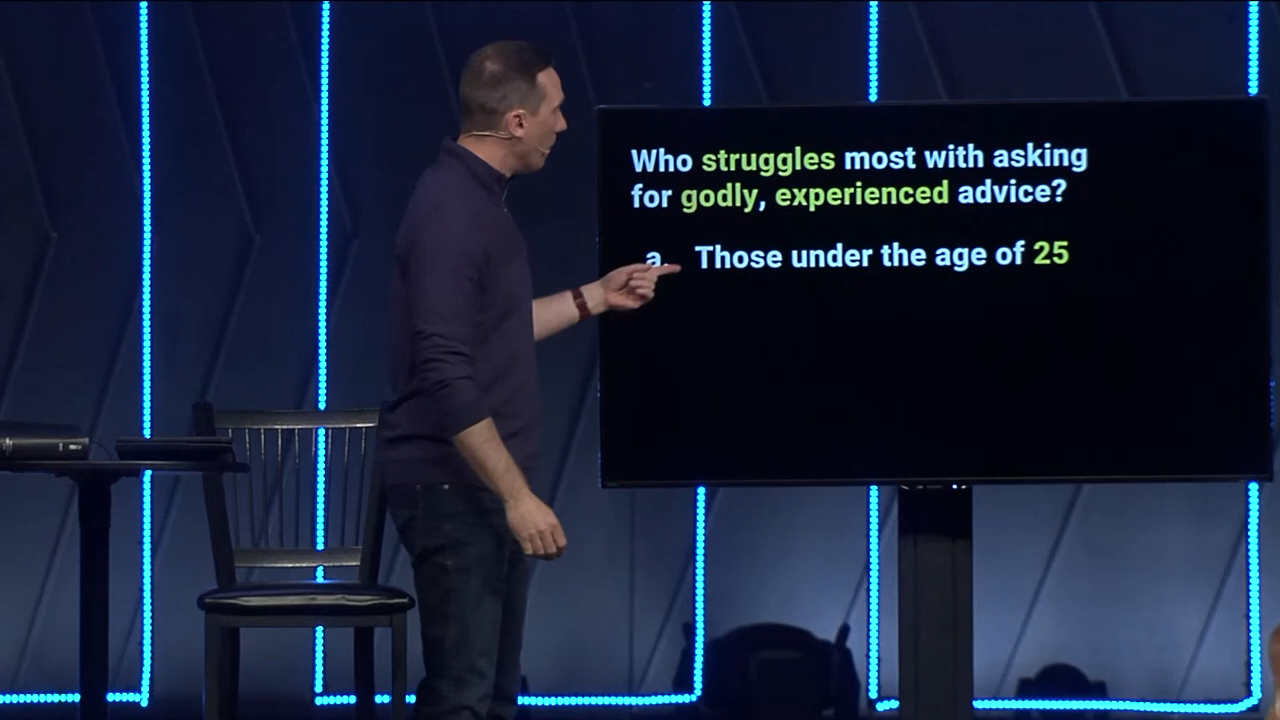 Who struggles most with asking
for godly, experienced advice?
a. Those under the age of 25